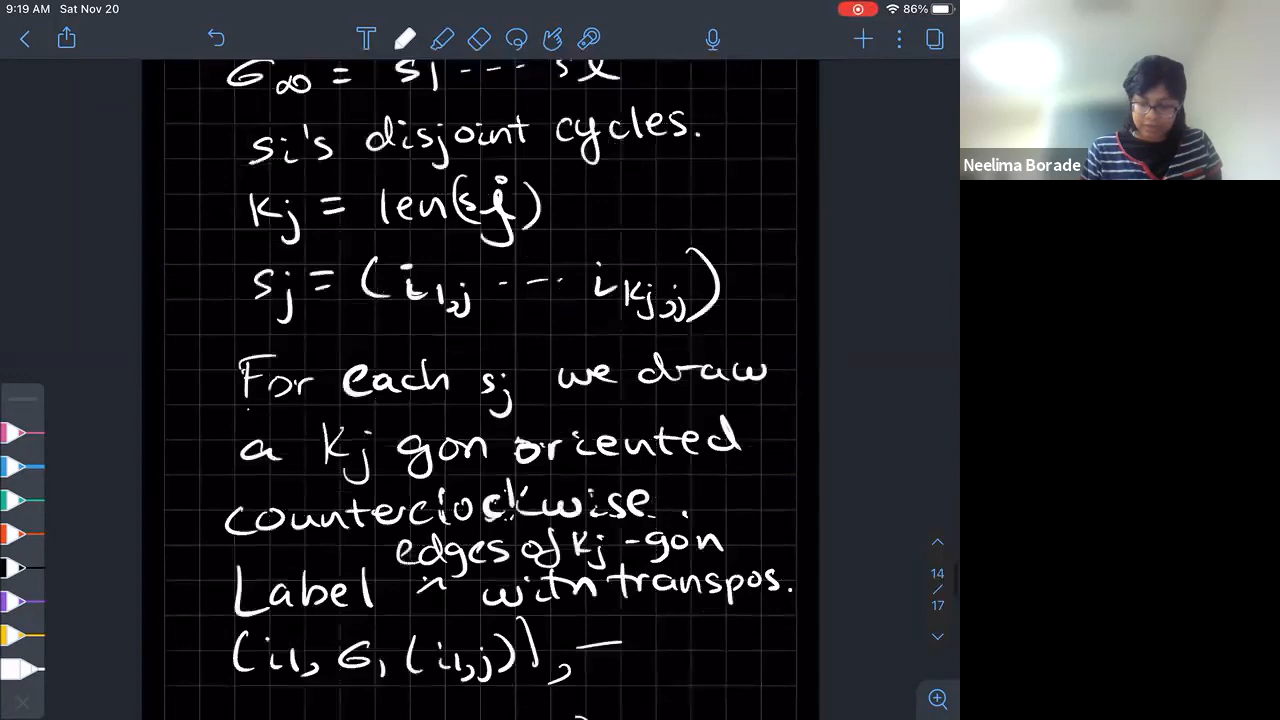 9:19 AM Sat Nov 20
86%
T
σ∞ = s1 --- sℓ
si's disjoint cycles.
kj = len(sj)
sj = (i1,j --- ikj,j)
For each sj we draw
a kj gon oriented
counterclockwise.
edges of kj -gon
Label ^ with transpos.
(i1, σ1(i1,j)), —
14
/
17
Neelima Borade